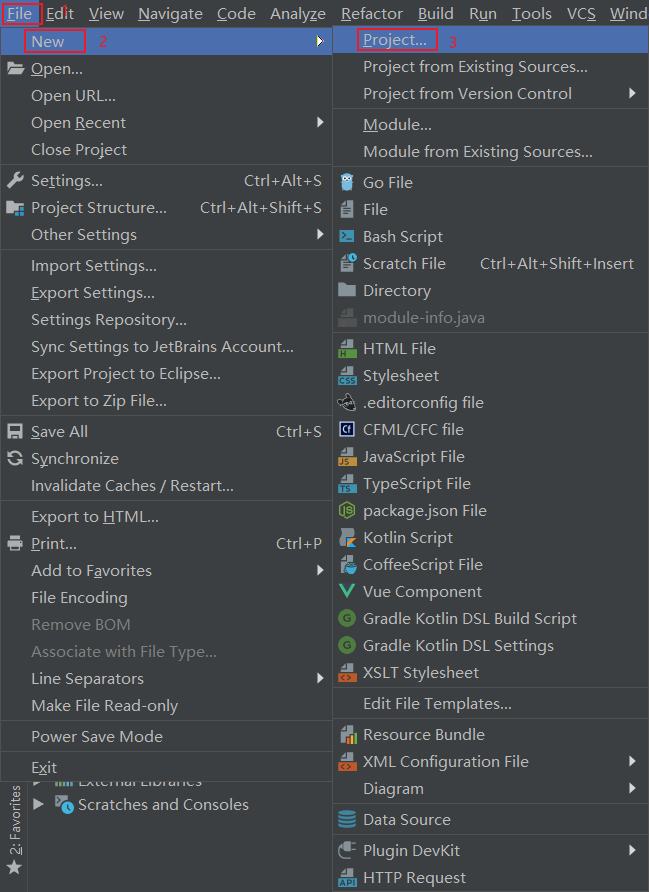 File Edit View Navigate Code Analyze Refactor Build Run Tools VCS Wind
1
New 2
Open...
Open URL...
Open Recent
Close Project
Settings... Ctrl+Alt+S
Project Structure... Ctrl+Alt+Shift+S
Other Settings
Import Settings...
Export Settings...
Settings Repository...
Sync Settings to JetBrains Account...
Export Project to Eclipse...
Export to Zip File...
Save All Ctrl+S
Synchronize
Invalidate Caches / Restart...
Export to HTML...
Print... Ctrl+P
Add to Favorites
File Encoding
Remove BOM
Associate with File Type...
Line Separators
Make File Read-only
Power Save Mode
Exit
Project... 3
Project from Existing Sources...
Project from Version Control
Module...
Module from Existing Sources...
Go File
File
Bash Script
Scratch File Ctrl+Alt+Shift+Insert
Directory
module-info.java
HTML File
Stylesheet
.editorconfig file
CFML/CFC file
JavaScript File
TypeScript File
package.json File
Kotlin Script
CoffeeScript File
Vue Component
Gradle Kotlin DSL Build Script
Gradle Kotlin DSL Settings
XSLT Stylesheet
Edit File Templates...
Resource Bundle
XML Configuration File
Diagram
Data Source
Plugin DevKit
HTTP Request
External Libraries
Scratches and Consoles
2: Favorites